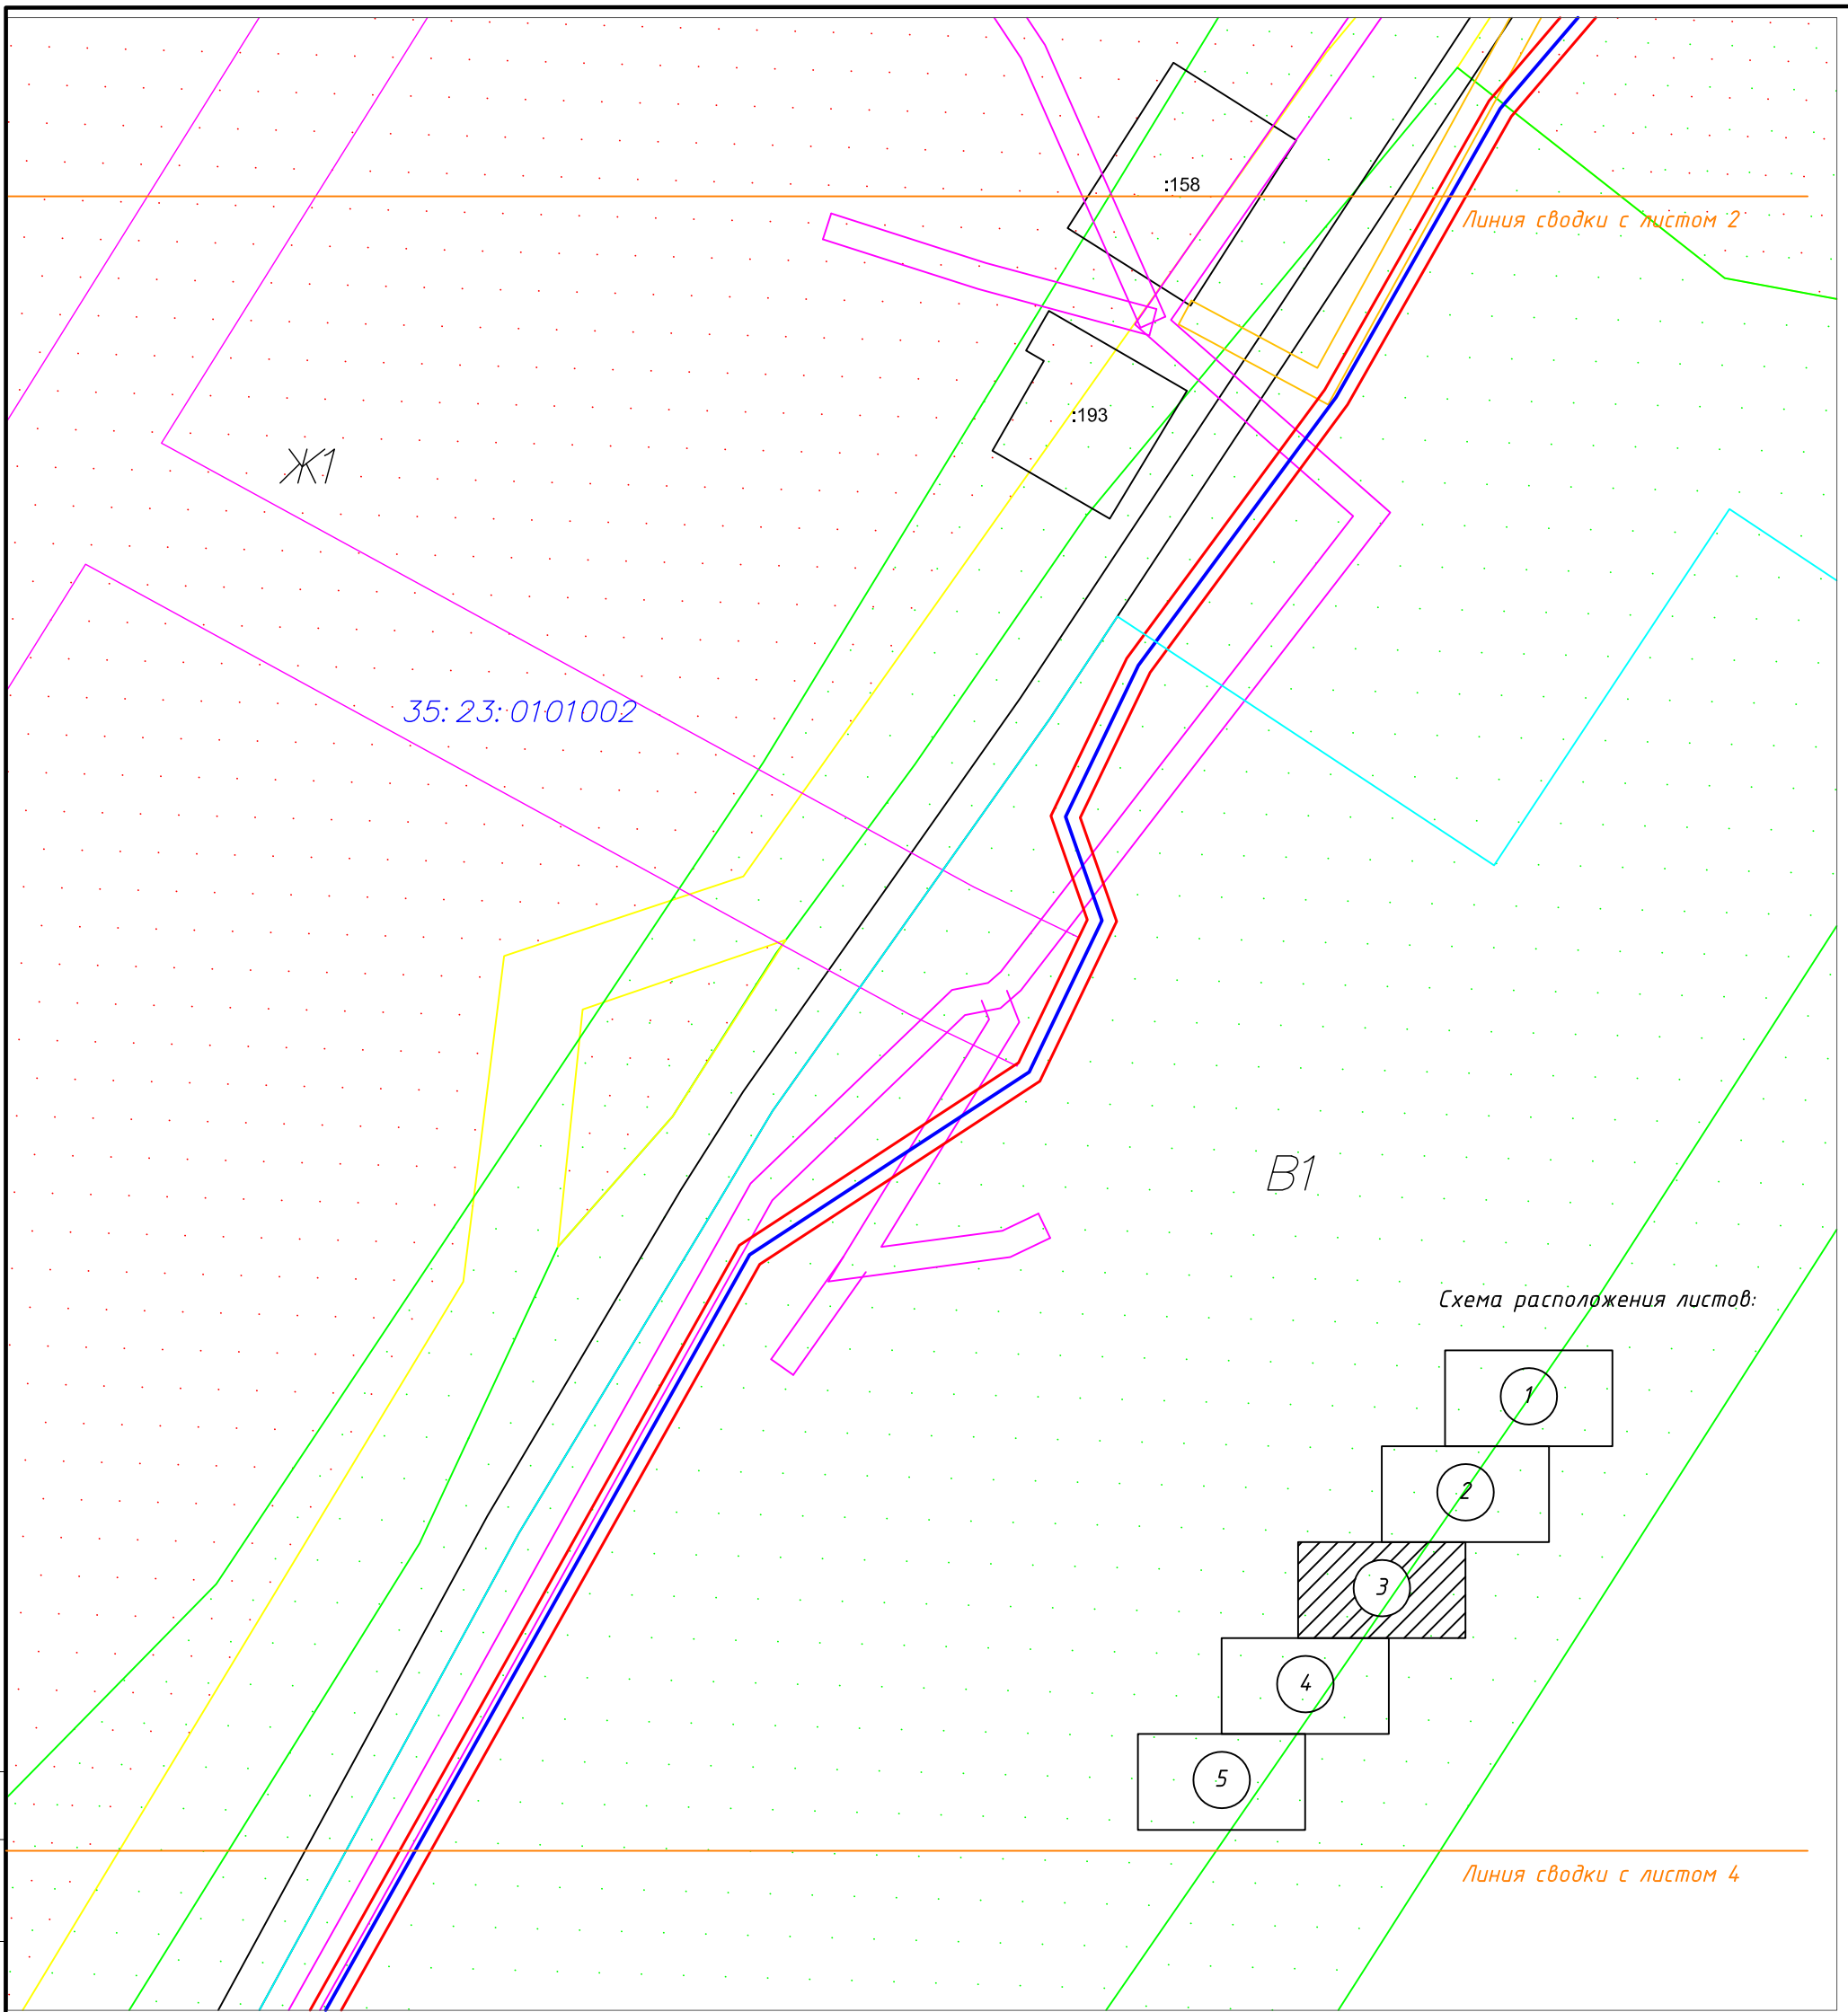 :158
Линия сводки с листом 2
:193
Ж1
35:23:0101002
В1
Схема расположения листов:
1
2
3
4
5
Линия сводки с листом 4